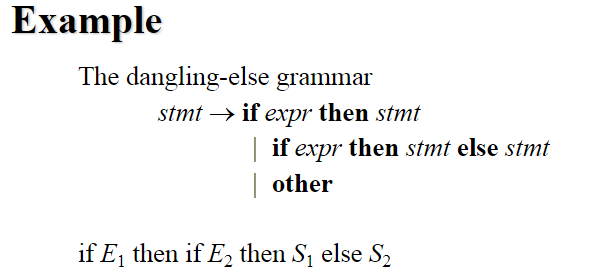 Example
The dangling-else grammar
stmt → if expr then stmt
| if expr then stmt else stmt
| other
if E₁ then if E₂ then S₁ else S₂